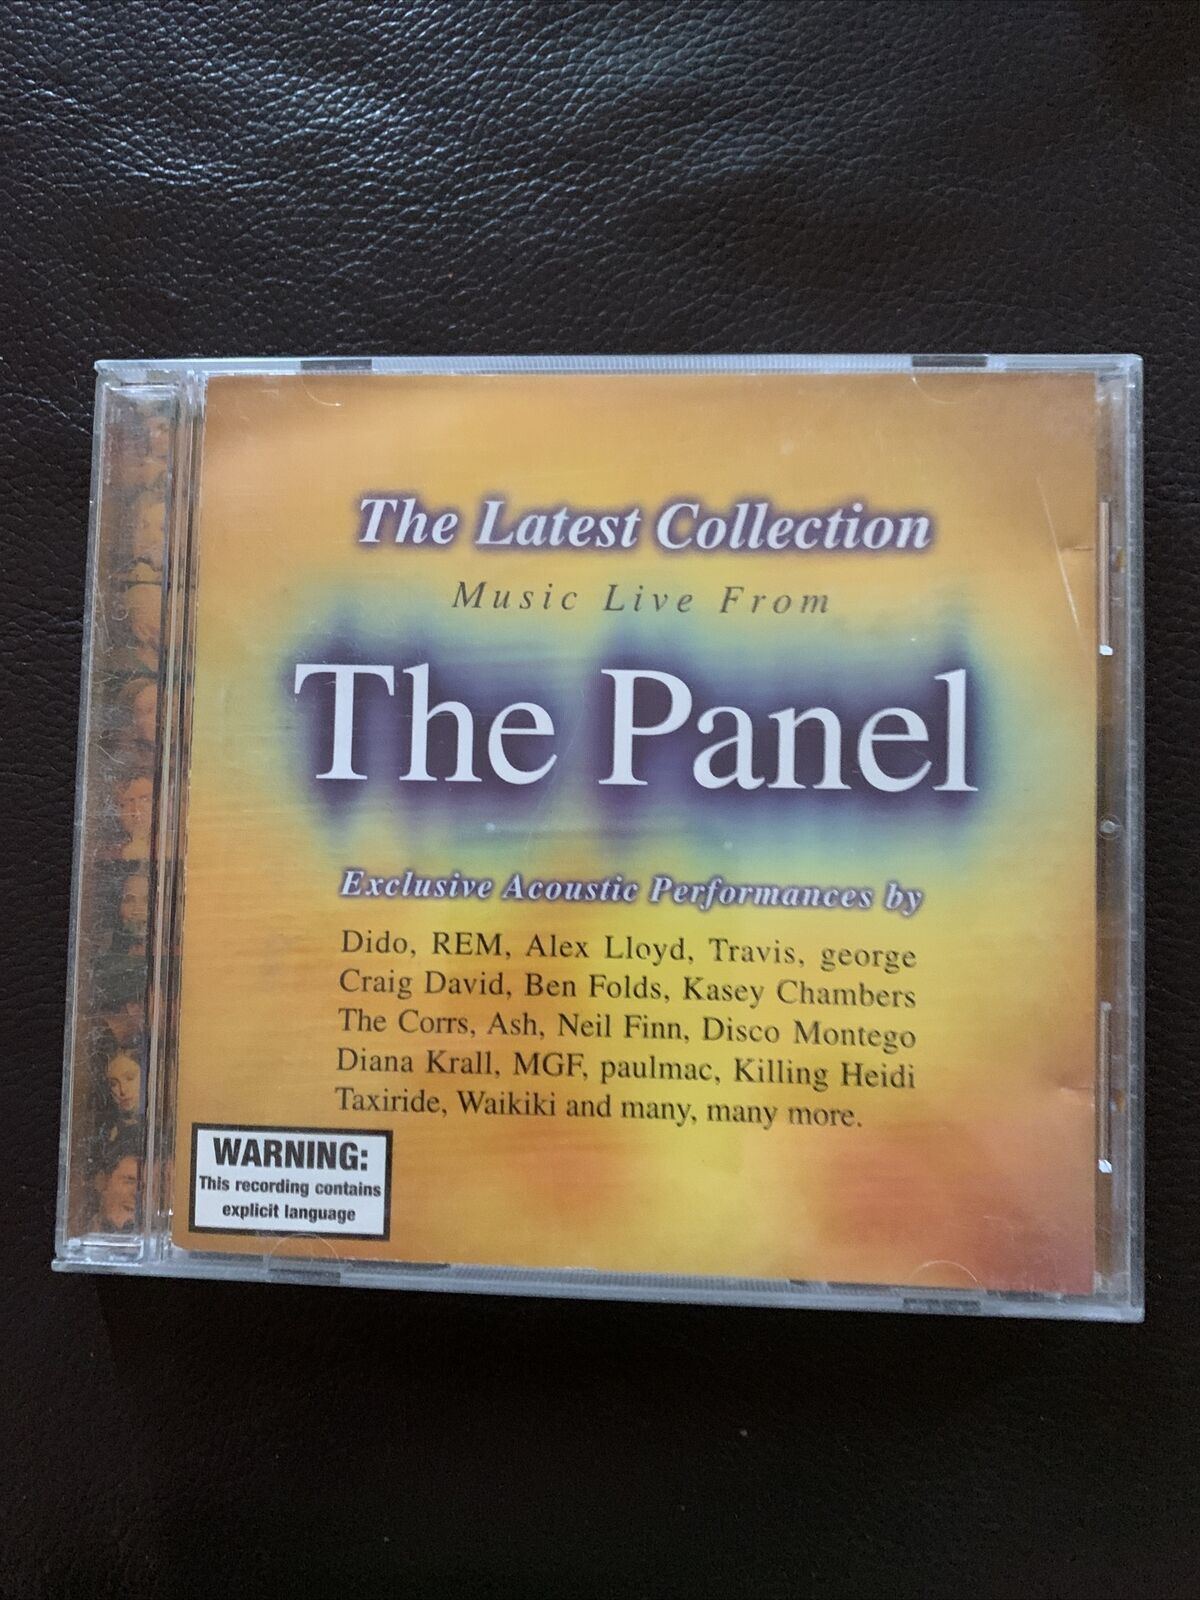 The Latest Collection
Music Live From
The Panel
Exclusive Acoustic Performances by
Dido, REM, Alex Lloyd, Travis, george
Craig David, Ben Folds, Kasey Chambers
The Corrs, Ash, Neil Finn, Disco Montego
Diana Krall, MGF, paulmac, Killing Heidi
Taxiride, Waikiki and many, many more.
WARNING:
This recording contains
explicit language